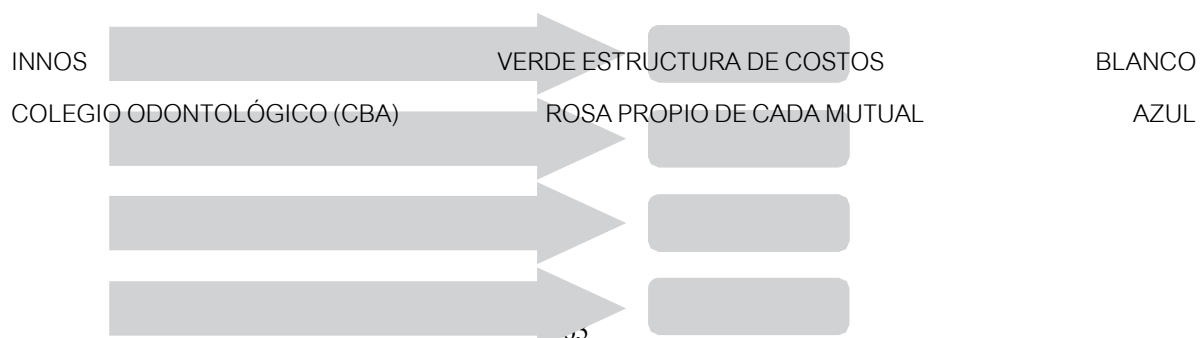 INNOS VERDE ESTRUCTURA DE COSTOS BLANCO
COLEGIO ODONTOLÓGICO (CBA) ROSA PROPIO DE CADA MUTUAL AZUL